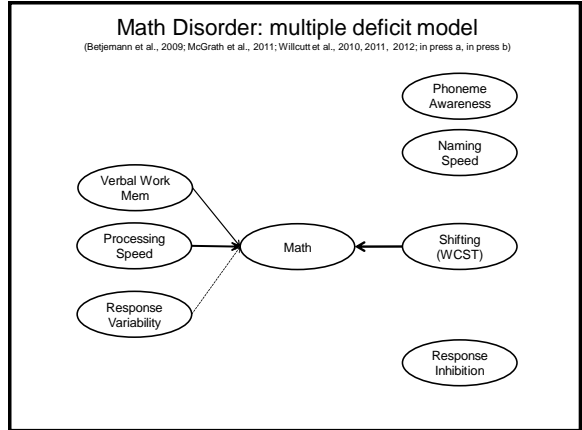 Math Disorder: multiple deficit model
(Betjemann et al., 2009; McGrath et al., 2011; Willcutt et al., 2010, 2011, 2012; in press a, in press b)
Phoneme
Awareness
Naming
Speed
Verbal Work
Mem
Processing
Speed
Math
Shifting
(WCST)
Response
Variability
Response
Inhibition